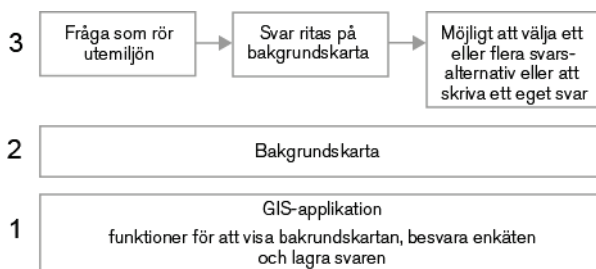 3
Fråga som rör
utemiljön
Svar ritas på
bakgrundskarta
Möjligt att välja ett
eller flera svars-
alternativ eller att
skriva ett eget svar
2
Bakgrundskarta
1
GIS-applikation
funktioner för att visa bakrundskartan, besvara enkäten
och lagra svaren